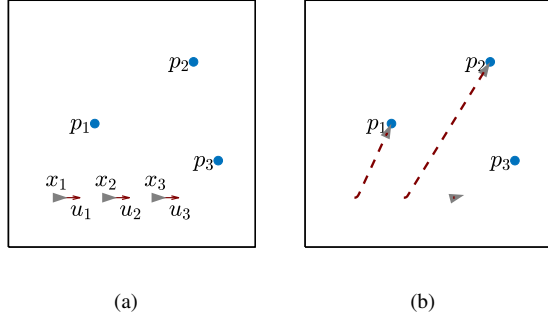 p₂
p₁
p₃
x₁ x₂ x₃
u₁ u₂ u₃
(a)
p₂
p₁
p₃
(b)